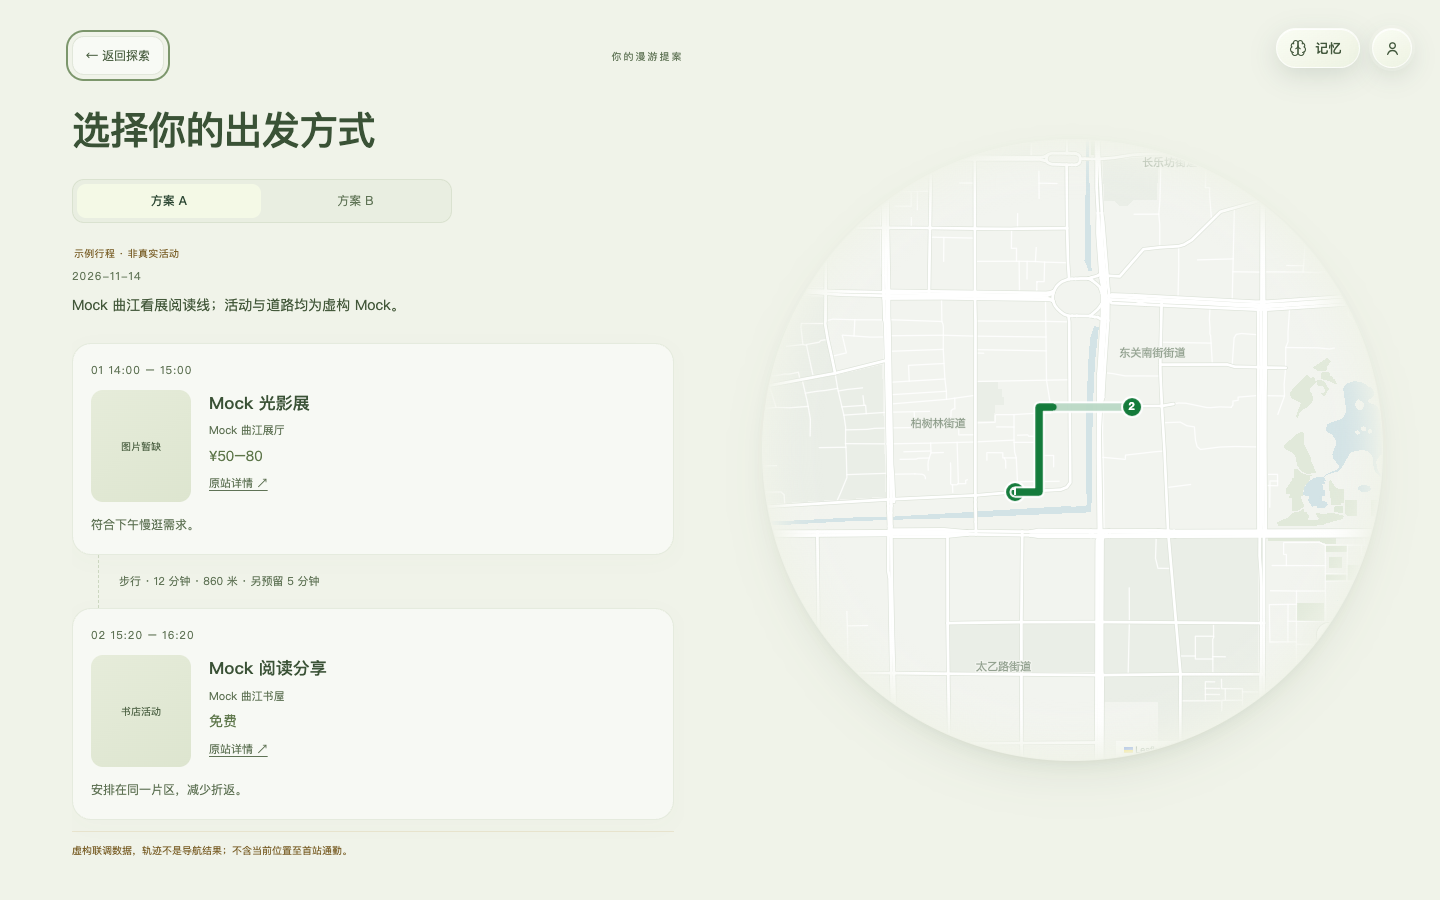 ← 返回探索
你的漫游提案
记忆
选择你的出发方式
方案 A
方案 B
示例行程 · 非真实活动
2026-11-14
Mock 曲江看展阅读线；活动与道路均为虚构 Mock。
01 14:00 — 15:00
图片暂缺
Mock 光影展
Mock 曲江展厅
¥50—80
原站详情 ↗
符合下午慢逛需求。
步行 · 12 分钟 · 860 米 · 另预留 5 分钟
02 15:20 — 16:20
书店活动
Mock 阅读分享
Mock 曲江书屋
免费
原站详情 ↗
安排在同一片区，减少折返。
虚构联调数据，轨迹不是导航结果；不含当前位置至首站通勤。
长乐坊街
东关南街街道
2
柏树林街道
太乙路街道